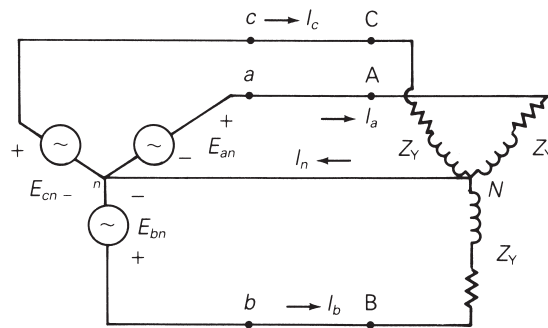 c I_c C
a A
+ I_a
+ ~ ~ − E_an Z_Y Z_Y
I_n
E_cn − n − N
~ E_bn
+ Z_Y
b I_b B